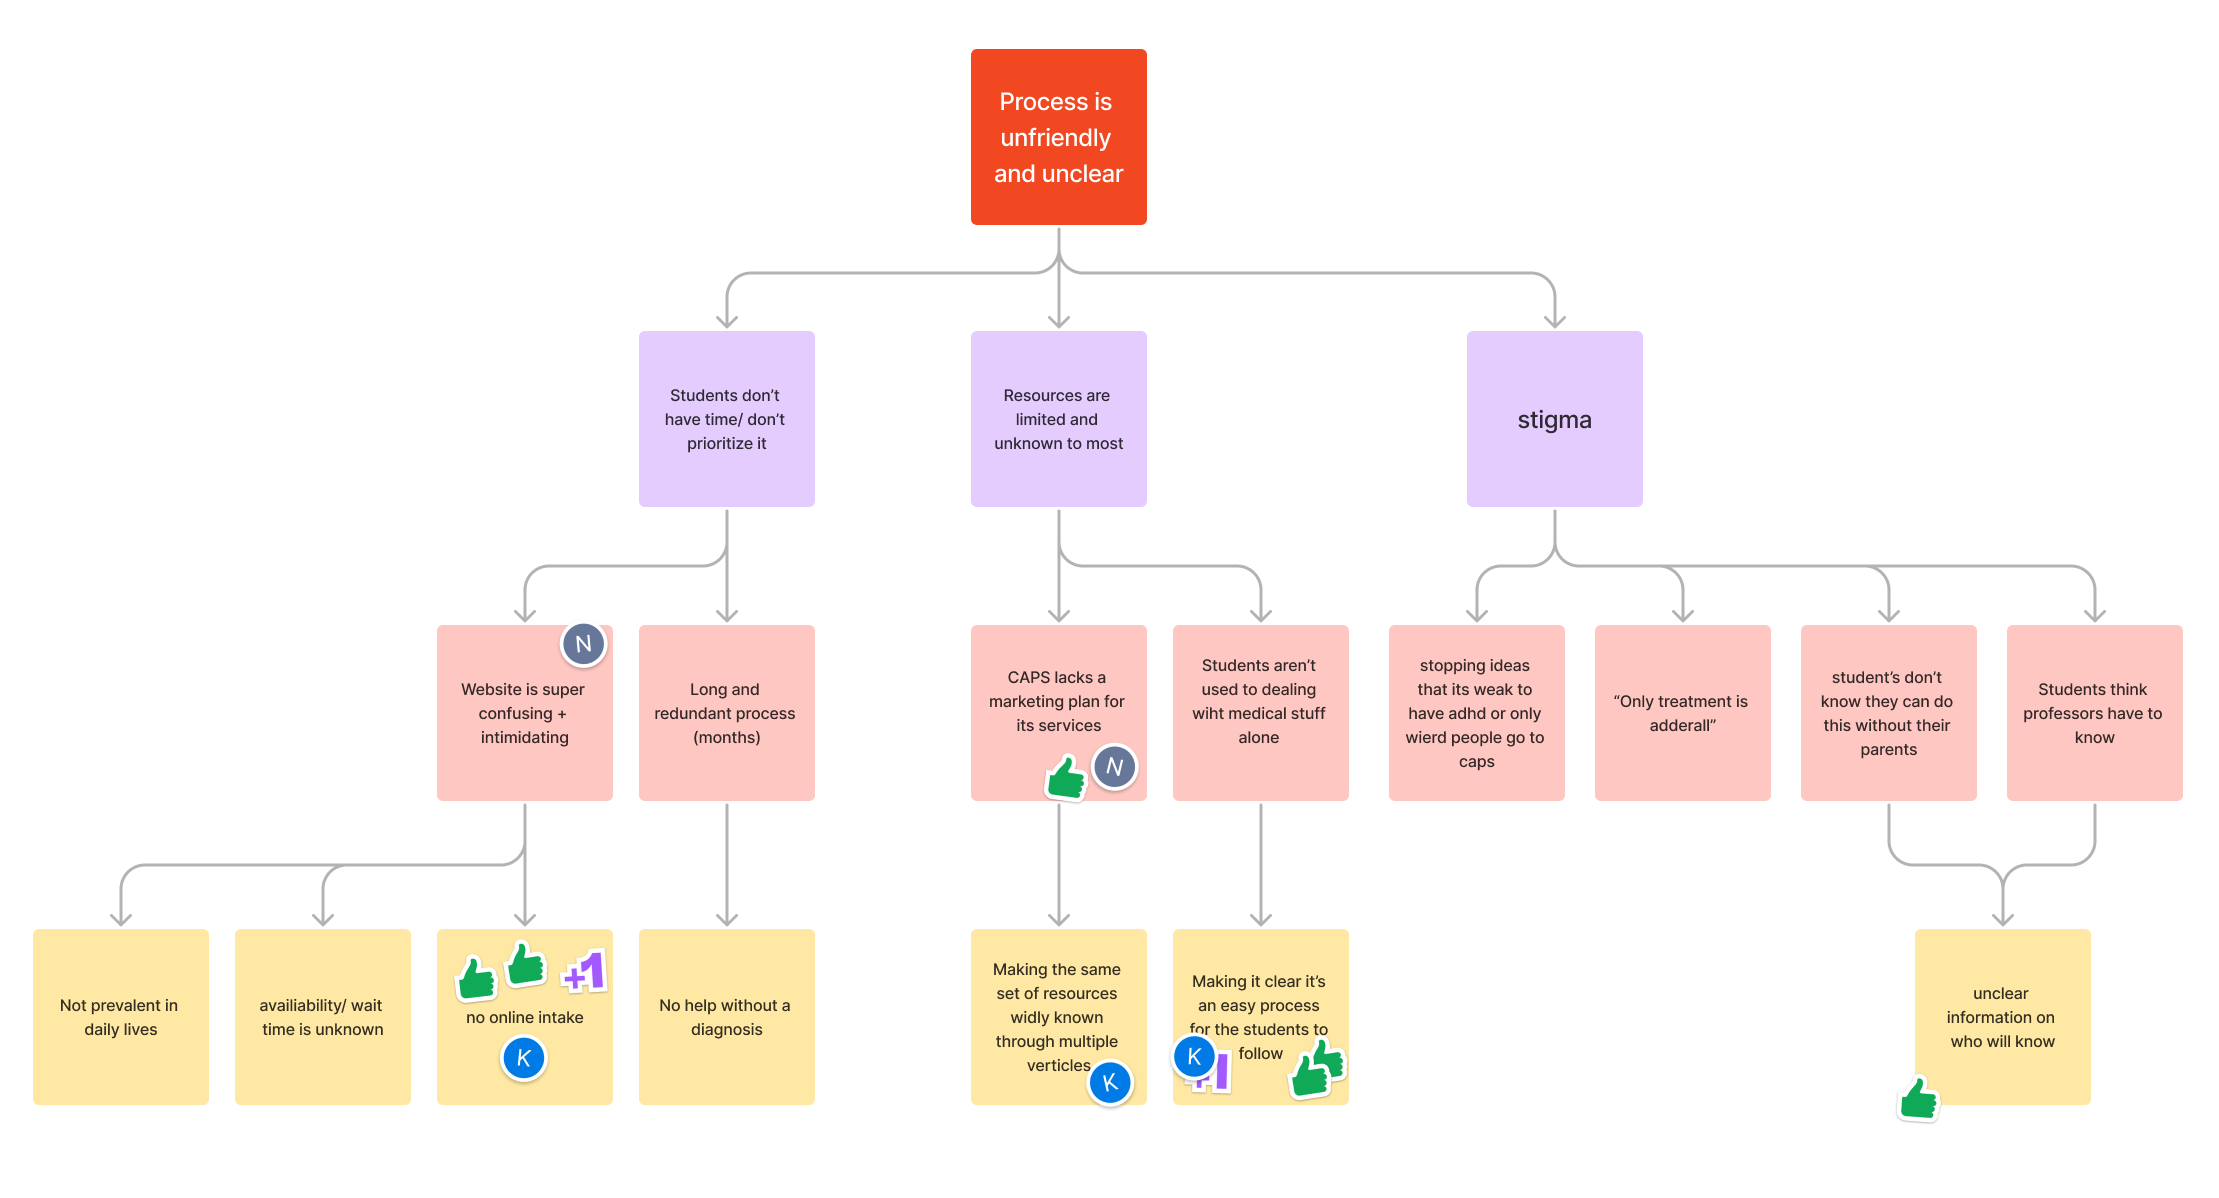 Process is
unfriendly
and unclear
Students don’t
have time/ don’t
prioritize it
Resources are
limited and
unknown to most
stigma
N
Website is super
confusing +
intimidating
Long and
redundant process
(months)
CAPS lacks a
marketing plan for
its services
N
Students aren’t
used to dealing
wiht medical stuff
alone
stopping ideas
that its weak to
have adhd or only
wierd people go to
caps
“Only treatment is
adderall”
student’s don’t
know they can do
this without their
parents
Students think
professors have to
know
Not prevalent in
daily lives
availiability/ wait
time is unknown
+1
no online intake
K
No help without a
diagnosis
Making the same
set of resources
widly known
through multiple
verticles
K
Making it clear it’s
an easy process
for the students to
follow
K
+1
unclear
information on
who will know